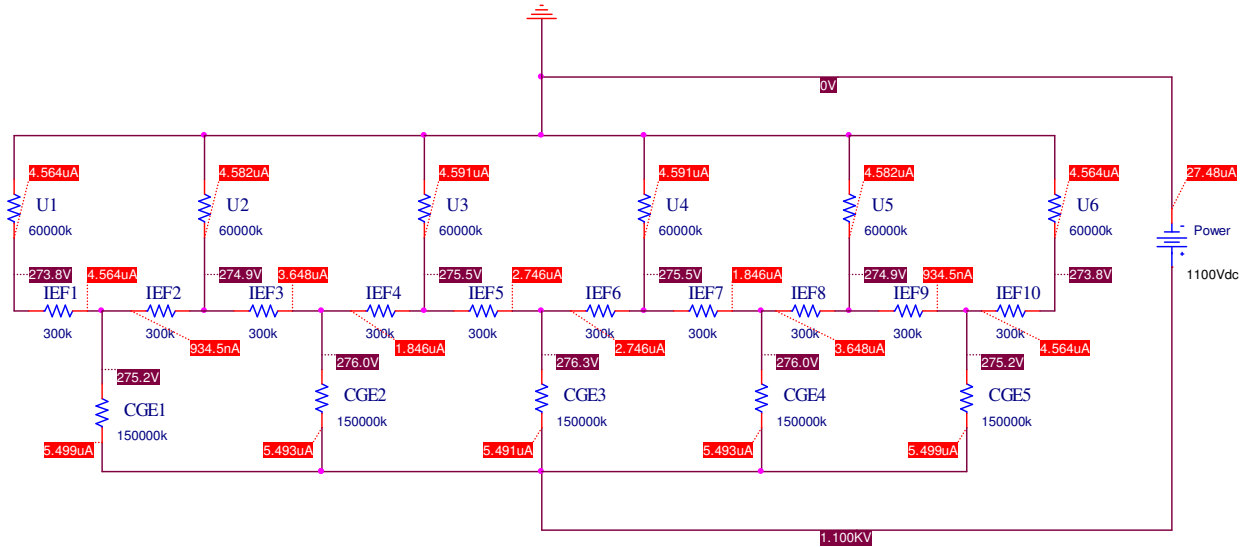 0V
4.564uA
4.582uA
4.591uA
4.591uA
4.582uA
4.564uA
27.48uA
U1
U2
U3
U4
U5
U6
Power
60000k
60000k
60000k
60000k
60000k
60000k
-
+
1100Vdc
273.8V
4.564uA
274.9V
3.648uA
275.5V
2.746uA
275.5V
1.846uA
274.9V
934.5nA
273.8V
IEF1
IEF2
IEF3
IEF4
IEF5
IEF6
IEF7
IEF8
IEF9
IEF10
300k
300k
300k
300k
300k
300k
300k
300k
300k
300k
934.5nA
1.846uA
2.746uA
3.648uA
4.564uA
275.2V
276.0V
276.3V
276.0V
275.2V
CGE1
CGE2
CGE3
CGE4
CGE5
150000k
150000k
150000k
150000k
150000k
5.499uA
5.493uA
5.491uA
5.493uA
5.499uA
1.100KV